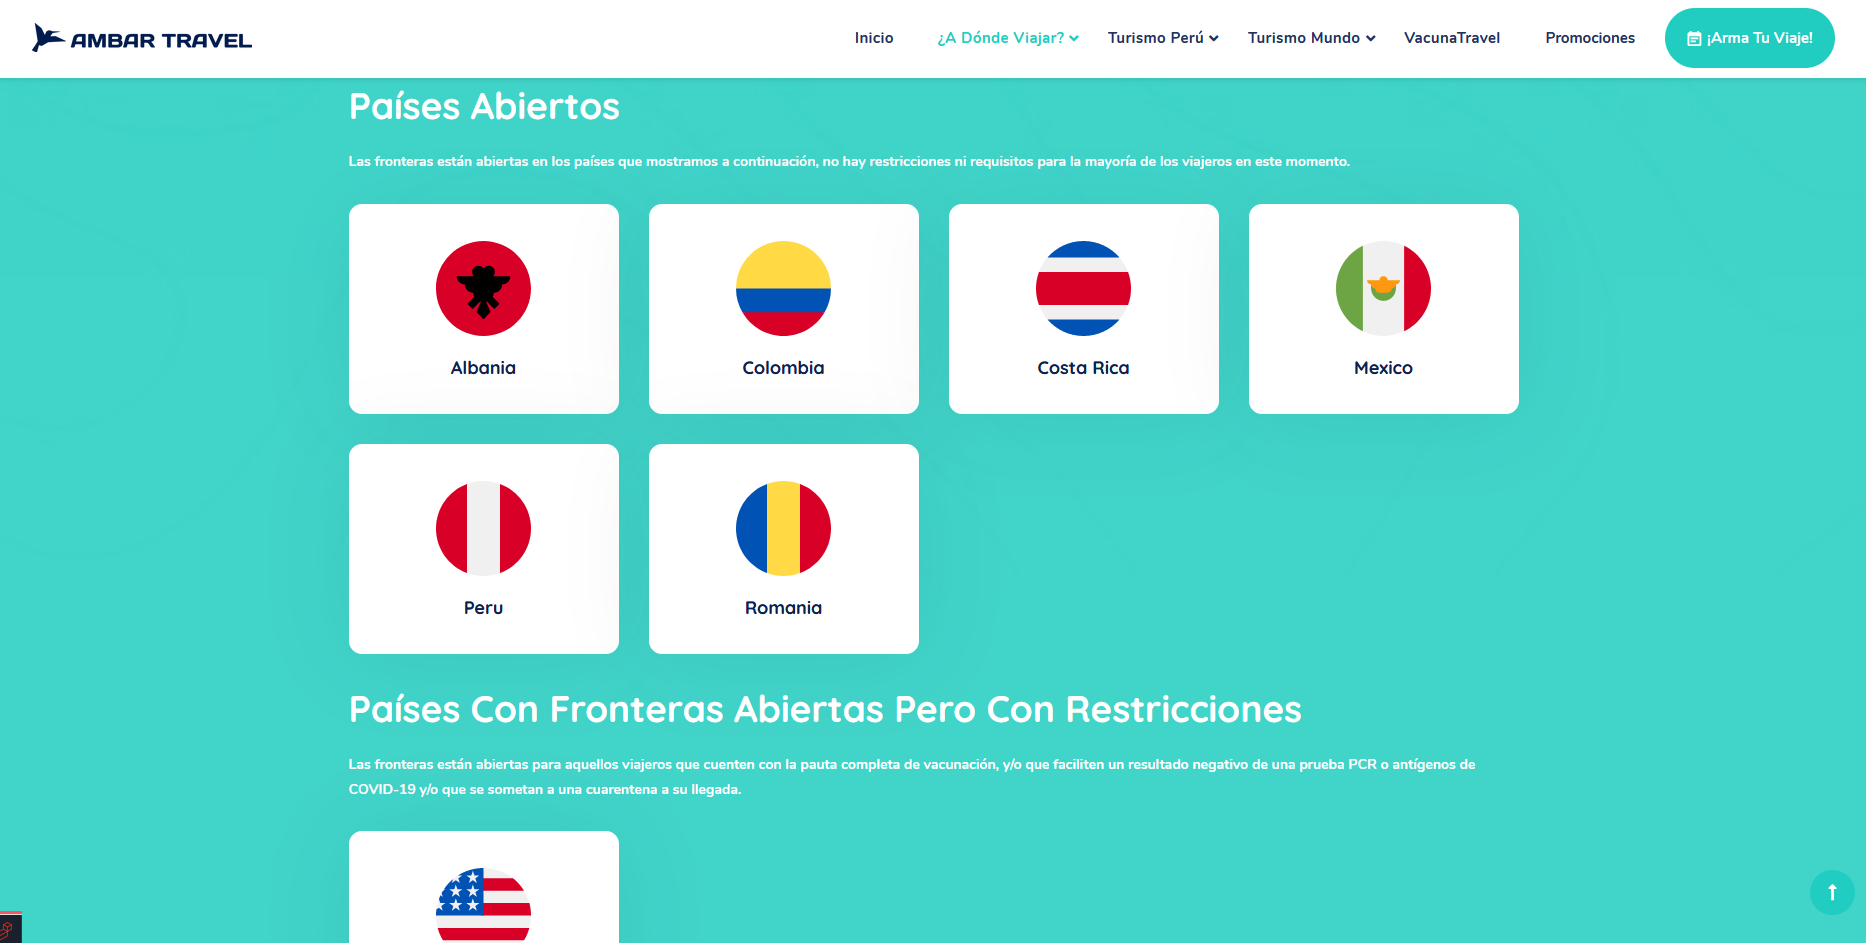 AMBAR TRAVEL
Inicio
¿A Dónde Viajar?
Turismo Perú
Turismo Mundo
VacunaTravel
Promociones
¡Arma Tu Viaje!
Países Abiertos
Las fronteras están abiertas en los países que mostramos a continuación, no hay restricciones ni requisitos para la mayoría de los viajeros en este momento.
Albania
Colombia
Costa Rica
Mexico
Peru
Romania
Países Con Fronteras Abiertas Pero Con Restricciones
Las fronteras están abiertas para aquellos viajeros que cuenten con la pauta completa de vacunación, y/o que faciliten un resultado negativo de una prueba PCR o antígenos de
COVID-19 y/o que se sometan a una cuarentena a su llegada.